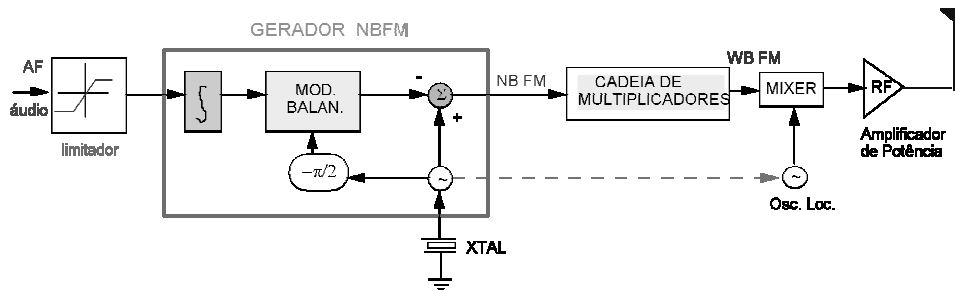 GERADOR NBFM
AF
áudio
limitador
∫
MOD.
BALAN.
-
Σ
+
−π/2
~
XTAL
NB FM
CADEIA DE
MULTIPLICADORES
WB FM
MIXER
~
Osc. Loc.
RF
Amplificador
de Potência